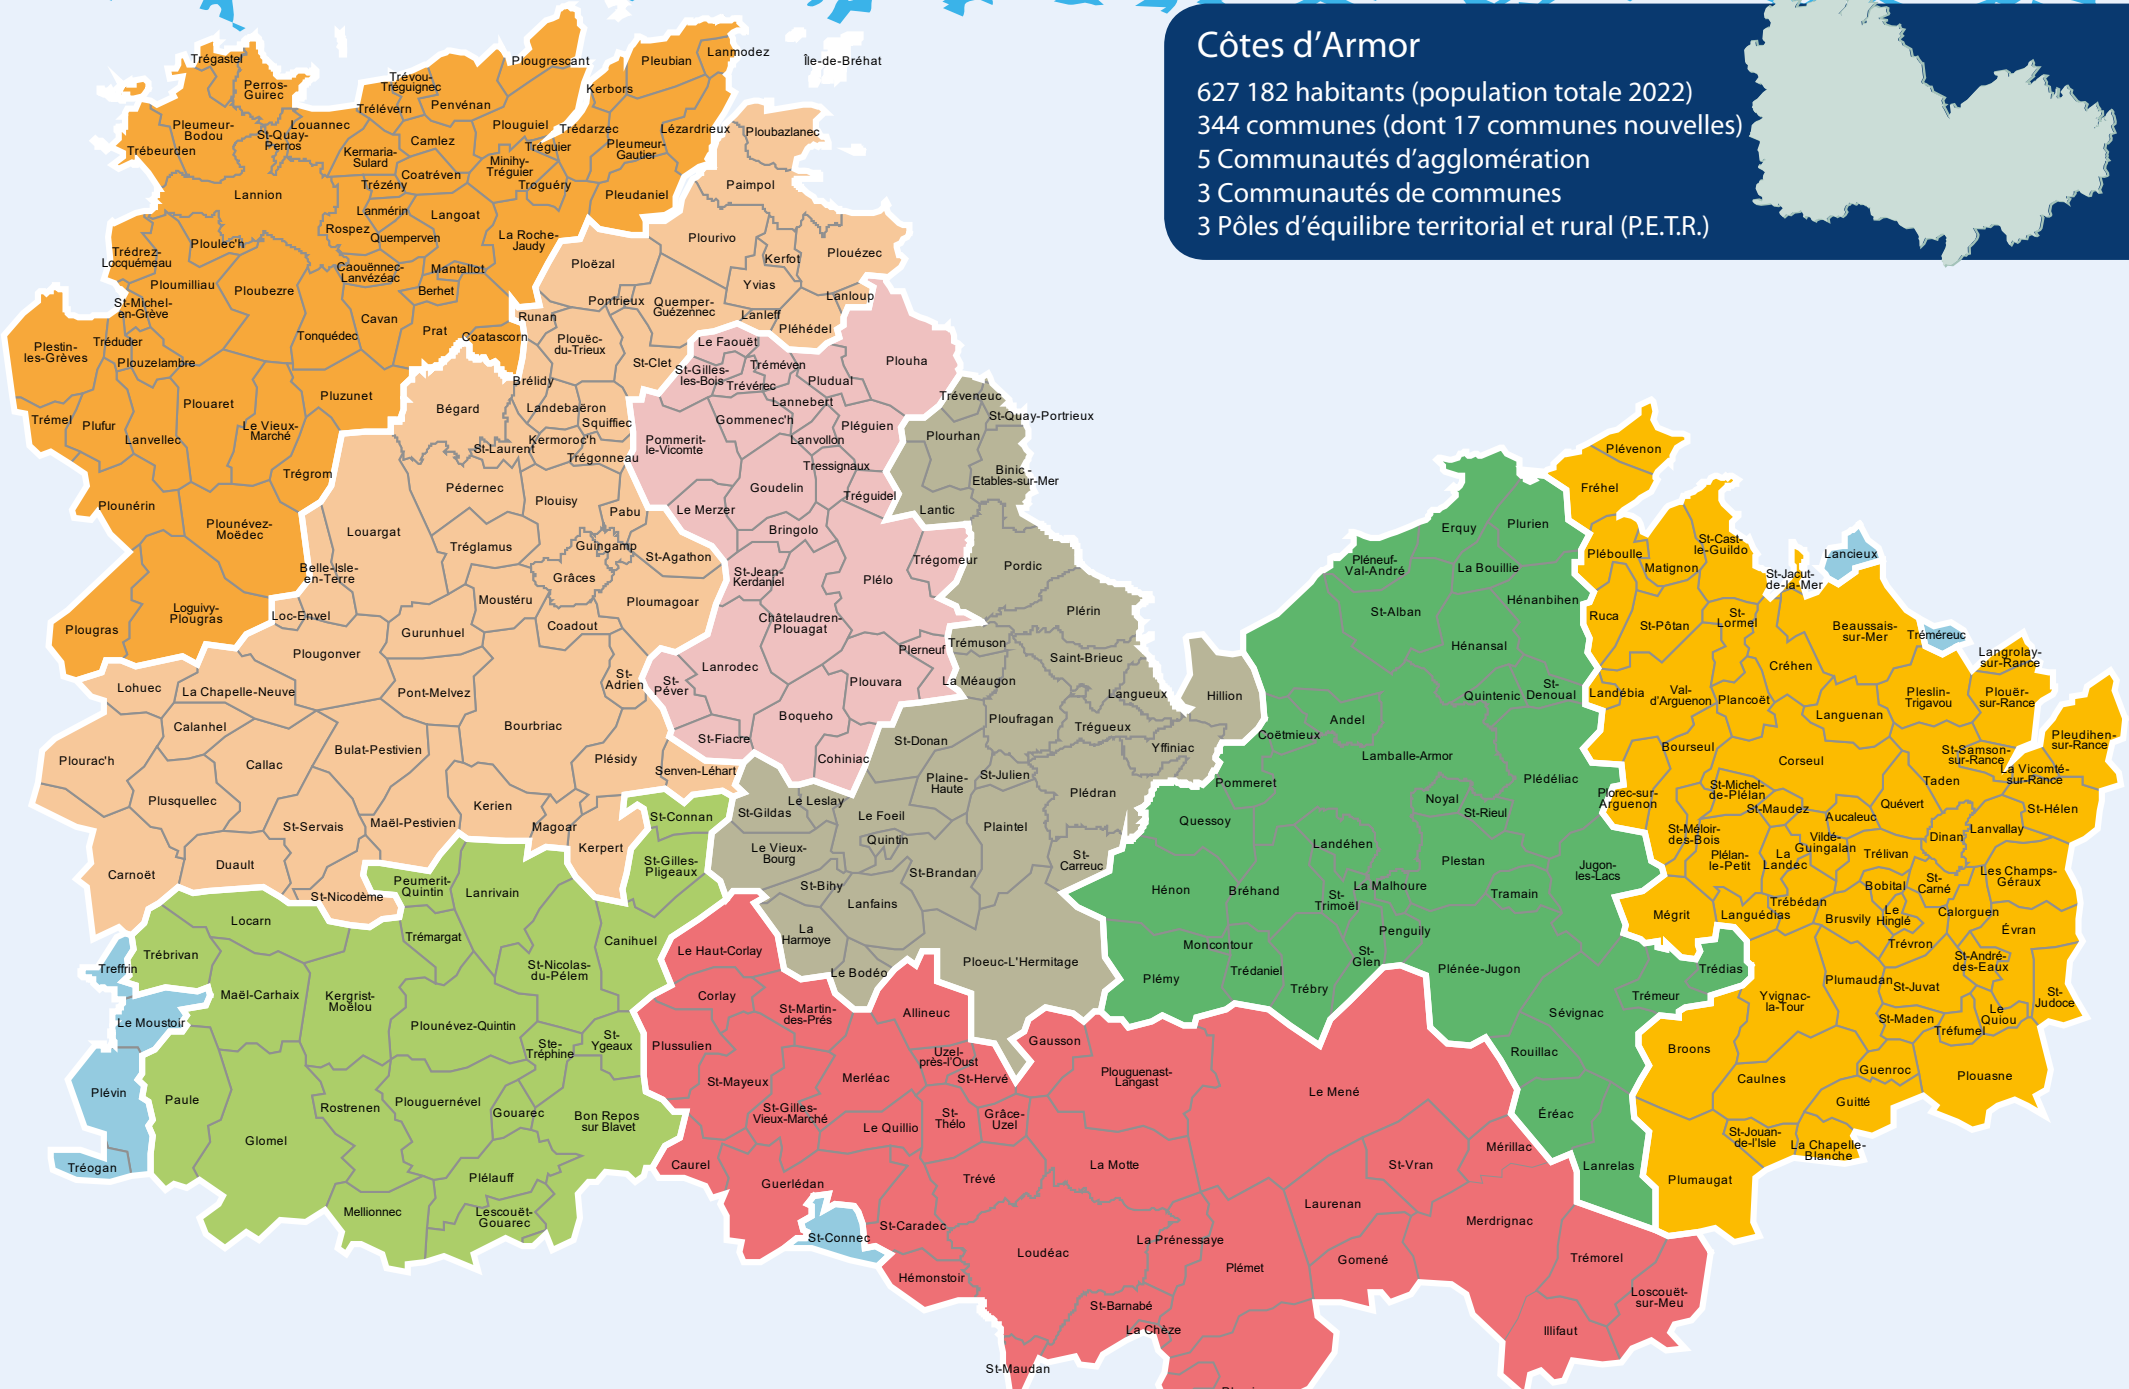 Côtes d'Armor
627 182 habitants (population totale 2022)
344 communes (dont 17 communes nouvelles)
5 Communautés d'agglomération
3 Communautés de communes
3 Pôles d'équilibre territorial et rural (P.E.T.R.)
Trégastel
Perros-
Guirec
Trévou-
Tréguignec
Plougrescant
Pleubian
Lanmodez
Île-de-Bréhat
Kerbors
Penvénan
Trélévern
Louannec
Pleumeur-
Bodou
St-Quay-
Perros
Trébeurden
Kermaria-
Sulard
Camlez
Plouguiel
Trédarzec
Lézardrieux
Ploubazlanec
Tréguier
Pleumeur-
Gautier
Minihy-
Tréguier
Coatréven
Trézény
Troguéry
Pleudaniel
Paimpol
Lannion
Lanmérin
Langoat
Rospez
Quemperven
La Roche-
Jaudy
Plourivo
Ploulec'h
Trédrez-
Locquémeau
Caouënnec-
Lanvézéac
Mantallot
Ploëzal
Kerfot
Plouézec
Ploumilliau
Ploubezre
Berhet
Yvias
St-Michel-
en-Grève
Pontrieux
Quemper-
Guézennec
Lanloup
Cavan
Prat
Runan
Lanleff
Pléhédel
Tonquédec
Coatascorn
Plestin-
les-Grèves
Tréduder
Plouzelambre
Plouëc-
du-Trieux
Le Faouët
St-Clet
St-Gilles-
les-Bois
Tréméven
Plouha
Trévérec
Pludual
Brélidy
Pluzunet
Bégard
Landebaëron
Lannebert
Tréveneuc
Plouaret
Trémel
Plufur
Lanvellec
Le Vieux-
Marché
Squiffiec
Gommenec'h
Pléguien
St-Quay-Portrieux
Kermoroc'h
St-Laurent
Trégonneau
Pommerit-
le-Vicomte
Lanvollon
Plourhan
Trégrom
Tressignaux
Binic -
Etables-sur-Mer
Plounérin
Pédernec
Plouisy
Goudelin
Tréguidel
Pabu
Le Merzer
Lantic
Plounévez-
Moëdec
Louargat
Bringolo
Tréglamus
Guingamp
St-Agathon
Trégomeur
Belle-Isle-
en-Terre
Grâces
St-Jean-
Kerdaniel
Plélo
Pordic
Loguivy-
Plougras
Loc-Envel
Moustéru
Ploumagoar
Plérin
Plougras
Gurunhuel
Coadout
Châtelaudren-
Plouagat
Plougonver
Plerneuf
Trémuson
Saint-Brieuc
Lanrodec
Lohuec
La Chapelle-Neuve
Pont-Melvez
St-
Adrien
St-
Péver
Plouvara
La Méaugon
Langueux
Hillion
Calanhel
Bourbriac
Boqueho
Ploufragan
Trégueux
St-Fiacre
St-Donan
Yffiniac
Plourac'h
Callac
Bulat-Pestivien
Plésidy
Senven-Léhart
Cohiniac
Plaine-
Haute
St-Julien
Plédran
Plusquellec
Kerien
Le Leslay
St-Gildas
Le Foeil
St-Connan
St-Servais
Maël-Pestivien
Magoar
Quintin
Plaintel
Kerpert
Le Vieux-
Bourg
St-
Carreuc
Duault
St-Gilles-
Pligeaux
St-Brandan
Carnoët
St-Nicodème
Peumerit-
Quintin
Lanrivain
St-Bihy
Lanfains
Locarn
Trémargat
Canihuel
La
Harmoye
Le Haut-Corlay
Trébrivan
Treffrin
St-Nicolas-
du-Pélem
Le Bodéo
Ploeuc-L'Hermitage
Maël-Carhaix
Kergrist-
Moëlou
Corlay
St-Martin-
des-Prés
Allineuc
Le Moustoir
Plounévez-Quintin
Ste-
Tréphine
St-
Ygeaux
Plussulien
Uzel-
près-l'Oust
Gausson
Plouguenast-
Langast
St-Mayeux
Merléac
St-Hervé
Le Mené
Plévin
Paule
Rostrenen
Plouguernével
Gouarec
Bon Repos
sur Blavet
St-Gilles-
Vieux-Marché
Le Quillio
St-
Thélo
Grâce-
Uzel
Glomel
Caurel
Guerlédan
Trévé
La Motte
Mérillac
St-Vran
Tréogan
Plélauff
Mellionnec
Lescouët-
Gouarec
St-Connec
St-Caradec
Loudéac
La Prénessaye
Laurenan
Merdrignac
Hémonstoir
Plémet
Gomené
Trémorel
Loscouët-
sur-Meu
St-Barnabé
La Chèze
Illifaut
St-Maudan
Plévenon
Fréhel
Erquy
Plurien
Pléneuf-
Val-André
La Bouillie
Pléboulle
Matignon
St-Cast-
le-Guildo
St-Jacut-
de-la-Mer
Lancieux
St-Alban
Hénanbihen
Ruca
St-Pôtan
St-
Lormel
Beaussais-
sur-Mer
Tréméreuc
Hénansal
Créhen
Langrolay-
sur-Rance
Quintenic
St-
Denoual
Landébia
Val-
d'Arguenon
Plancoët
Pleslin-
Trigavou
Plouër-
sur-Rance
Andel
Languenan
Coëtmieux
Lamballe-Armor
Bourseul
Corseul
St-Samson-
sur-Rance
Pleudihen-
sur-Rance
La Vicomté-
sur-Rance
Pommeret
Noyal
Plédéliac
Plorec-sur-
Arguenon
St-Michel-
de-Plélan
Taden
St-Maudez
Quévert
St-Hélen
Quessoy
St-Rieul
Aucaleuc
Landéhen
St-Méloir-
des-Bois
Vildé-
Guingalan
Dinan
Lanvallay
Plestan
Jugon-
les-Lacs
Plélan-
le-Petit
La
Landec
Trélivan
Hénon
Bréhand
La Malhoure
Tramain
Bobital
St-
Carné
Les Champs-
Géraux
St-
Trimoël
Mégrit
Languédias
Trébédan
Brusvily
Le
Hinglé
Calorguen
Évran
Moncontour
Penguily
Trévron
St-
Glen
Plémy
Trédaniel
Plénée-Jugon
Trédias
St-André-
des-Eaux
Trébry
Trémeur
Yvignac-
la-Tour
Plumaudan
St-Juvat
St-
Judoce
Sévignac
St-Maden
Le
Quiou
Tréfumel
Rouillac
Broons
Caulnes
Guenroc
Plouasne
Éréac
Guitté
St-Jouan-
de-l'Isle
La Chapelle-
Blanche
Lanrelas
Plumaugat